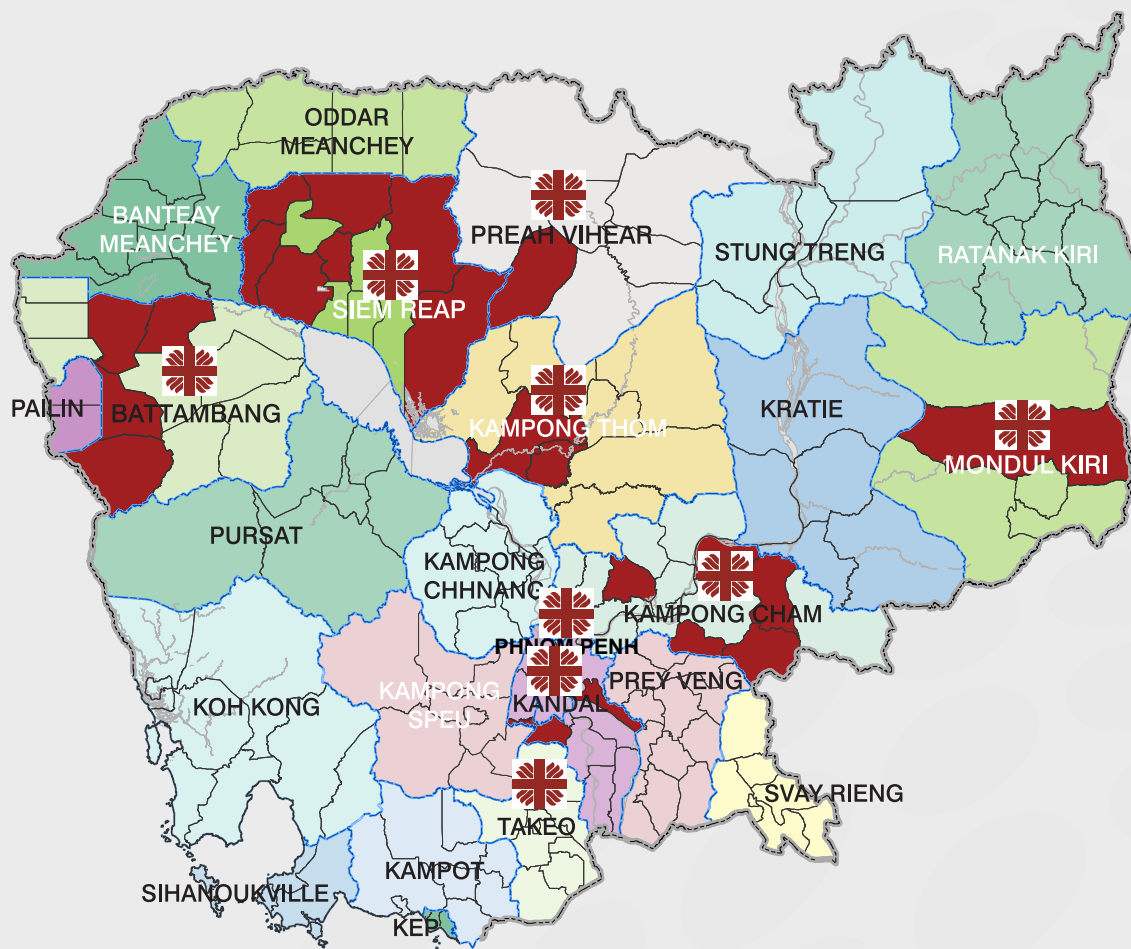 ODDAR
MEANCHEY
BANTEAY
MEANCHEY
PREAH VIHEAR
STUNG TRENG
RATANAK KIRI
SIEM REAP
PAILIN
BATTAMBANG
KAMPONG THOM
KRATIE
MONDUL KIRI
PURSAT
KAMPONG
CHHNANG
KAMPONG CHAM
PHNOM PENH
PREY VENG
KAMPONG
SPEU
KANDAL
KOH KONG
SVAY RIENG
TAKEO
KAMPOT
SIHANOUKVILLE
KEP